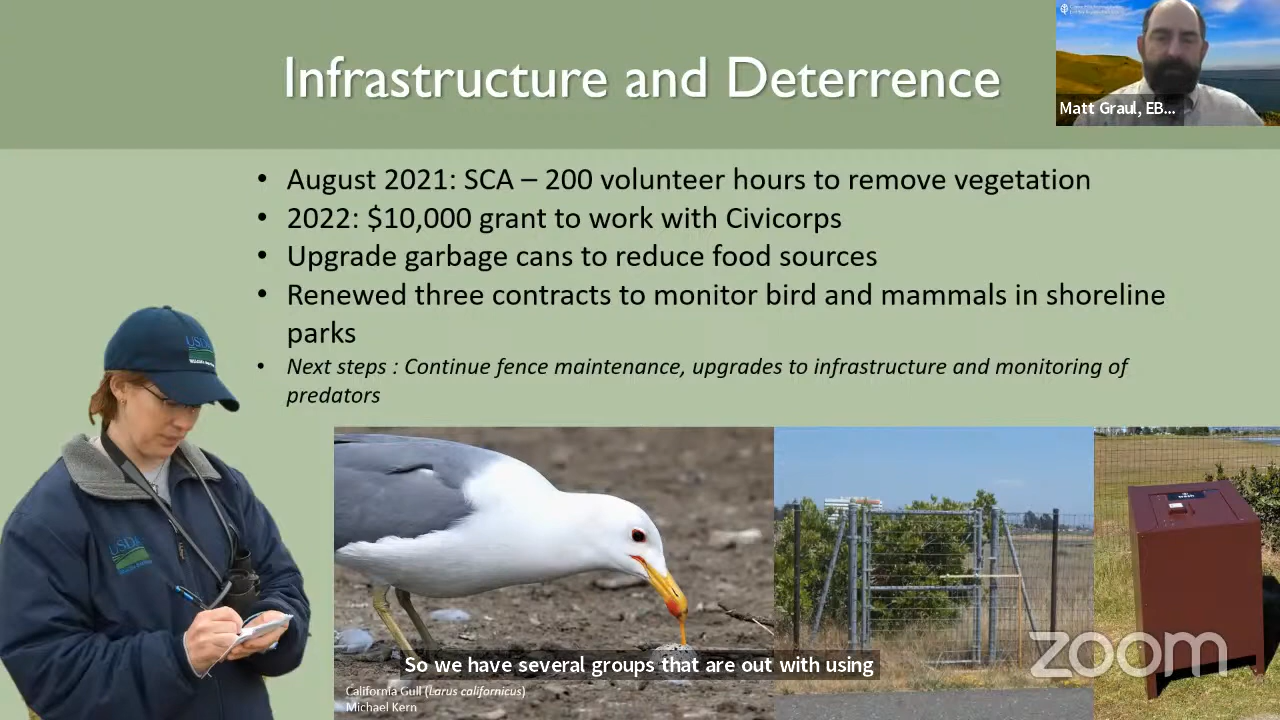 Infrastructure and Deterrence
Matt Graul, EB...
• August 2021: SCA – 200 volunteer hours to remove vegetation
• 2022: $10,000 grant to work with Civicorps
• Upgrade garbage cans to reduce food sources
• Renewed three contracts to monitor bird and mammals in shoreline
parks
• Next steps : Continue fence maintenance, upgrades to infrastructure and monitoring of
predators
USDA
USDA
So we have several groups that are out with using
zoom
California Gull (Larus californicus)
Michael Kern